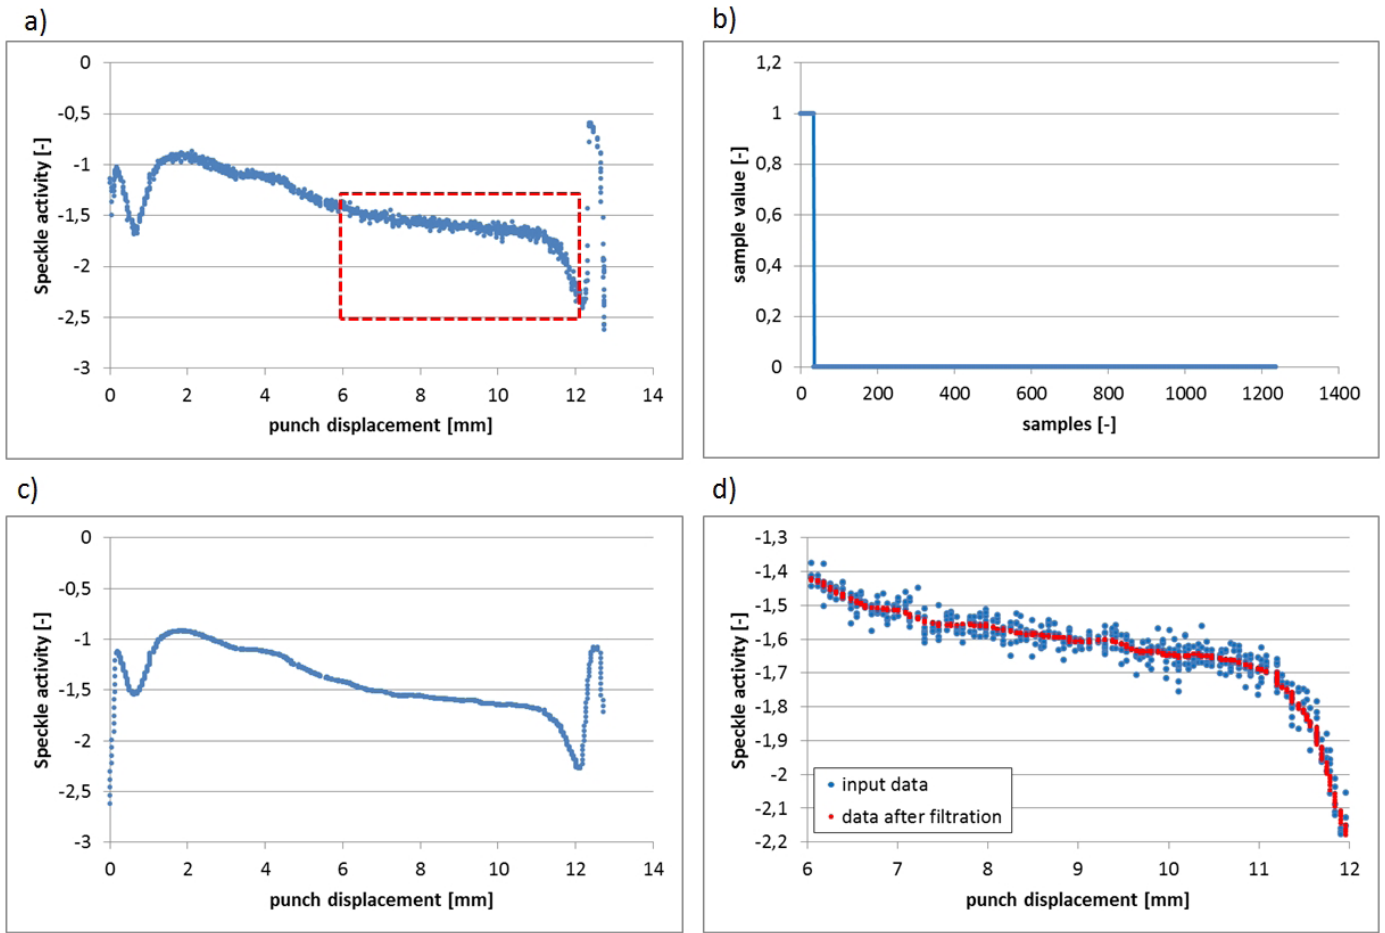 a)
0
-0,5
-1
-1,5
-2
-2,5
-3
Speckle activity [-]
0 2 4 6 8 10 12 14
punch displacement [mm]
b)
1,2
1
0,8
0,6
0,4
0,2
0
sample value [-]
0 200 400 600 800 1000 1200 1400
samples [-]
c)
0
-0,5
-1
-1,5
-2
-2,5
-3
Speckle activity [-]
0 2 4 6 8 10 12 14
punch displacement [mm]
d)
-1,3
-1,4
-1,5
-1,6
-1,7
-1,8
-1,9
-2
-2,1
-2,2
Speckle activity [-]
input data
data after filtration
6 7 8 9 10 11 12
punch displacement [mm]